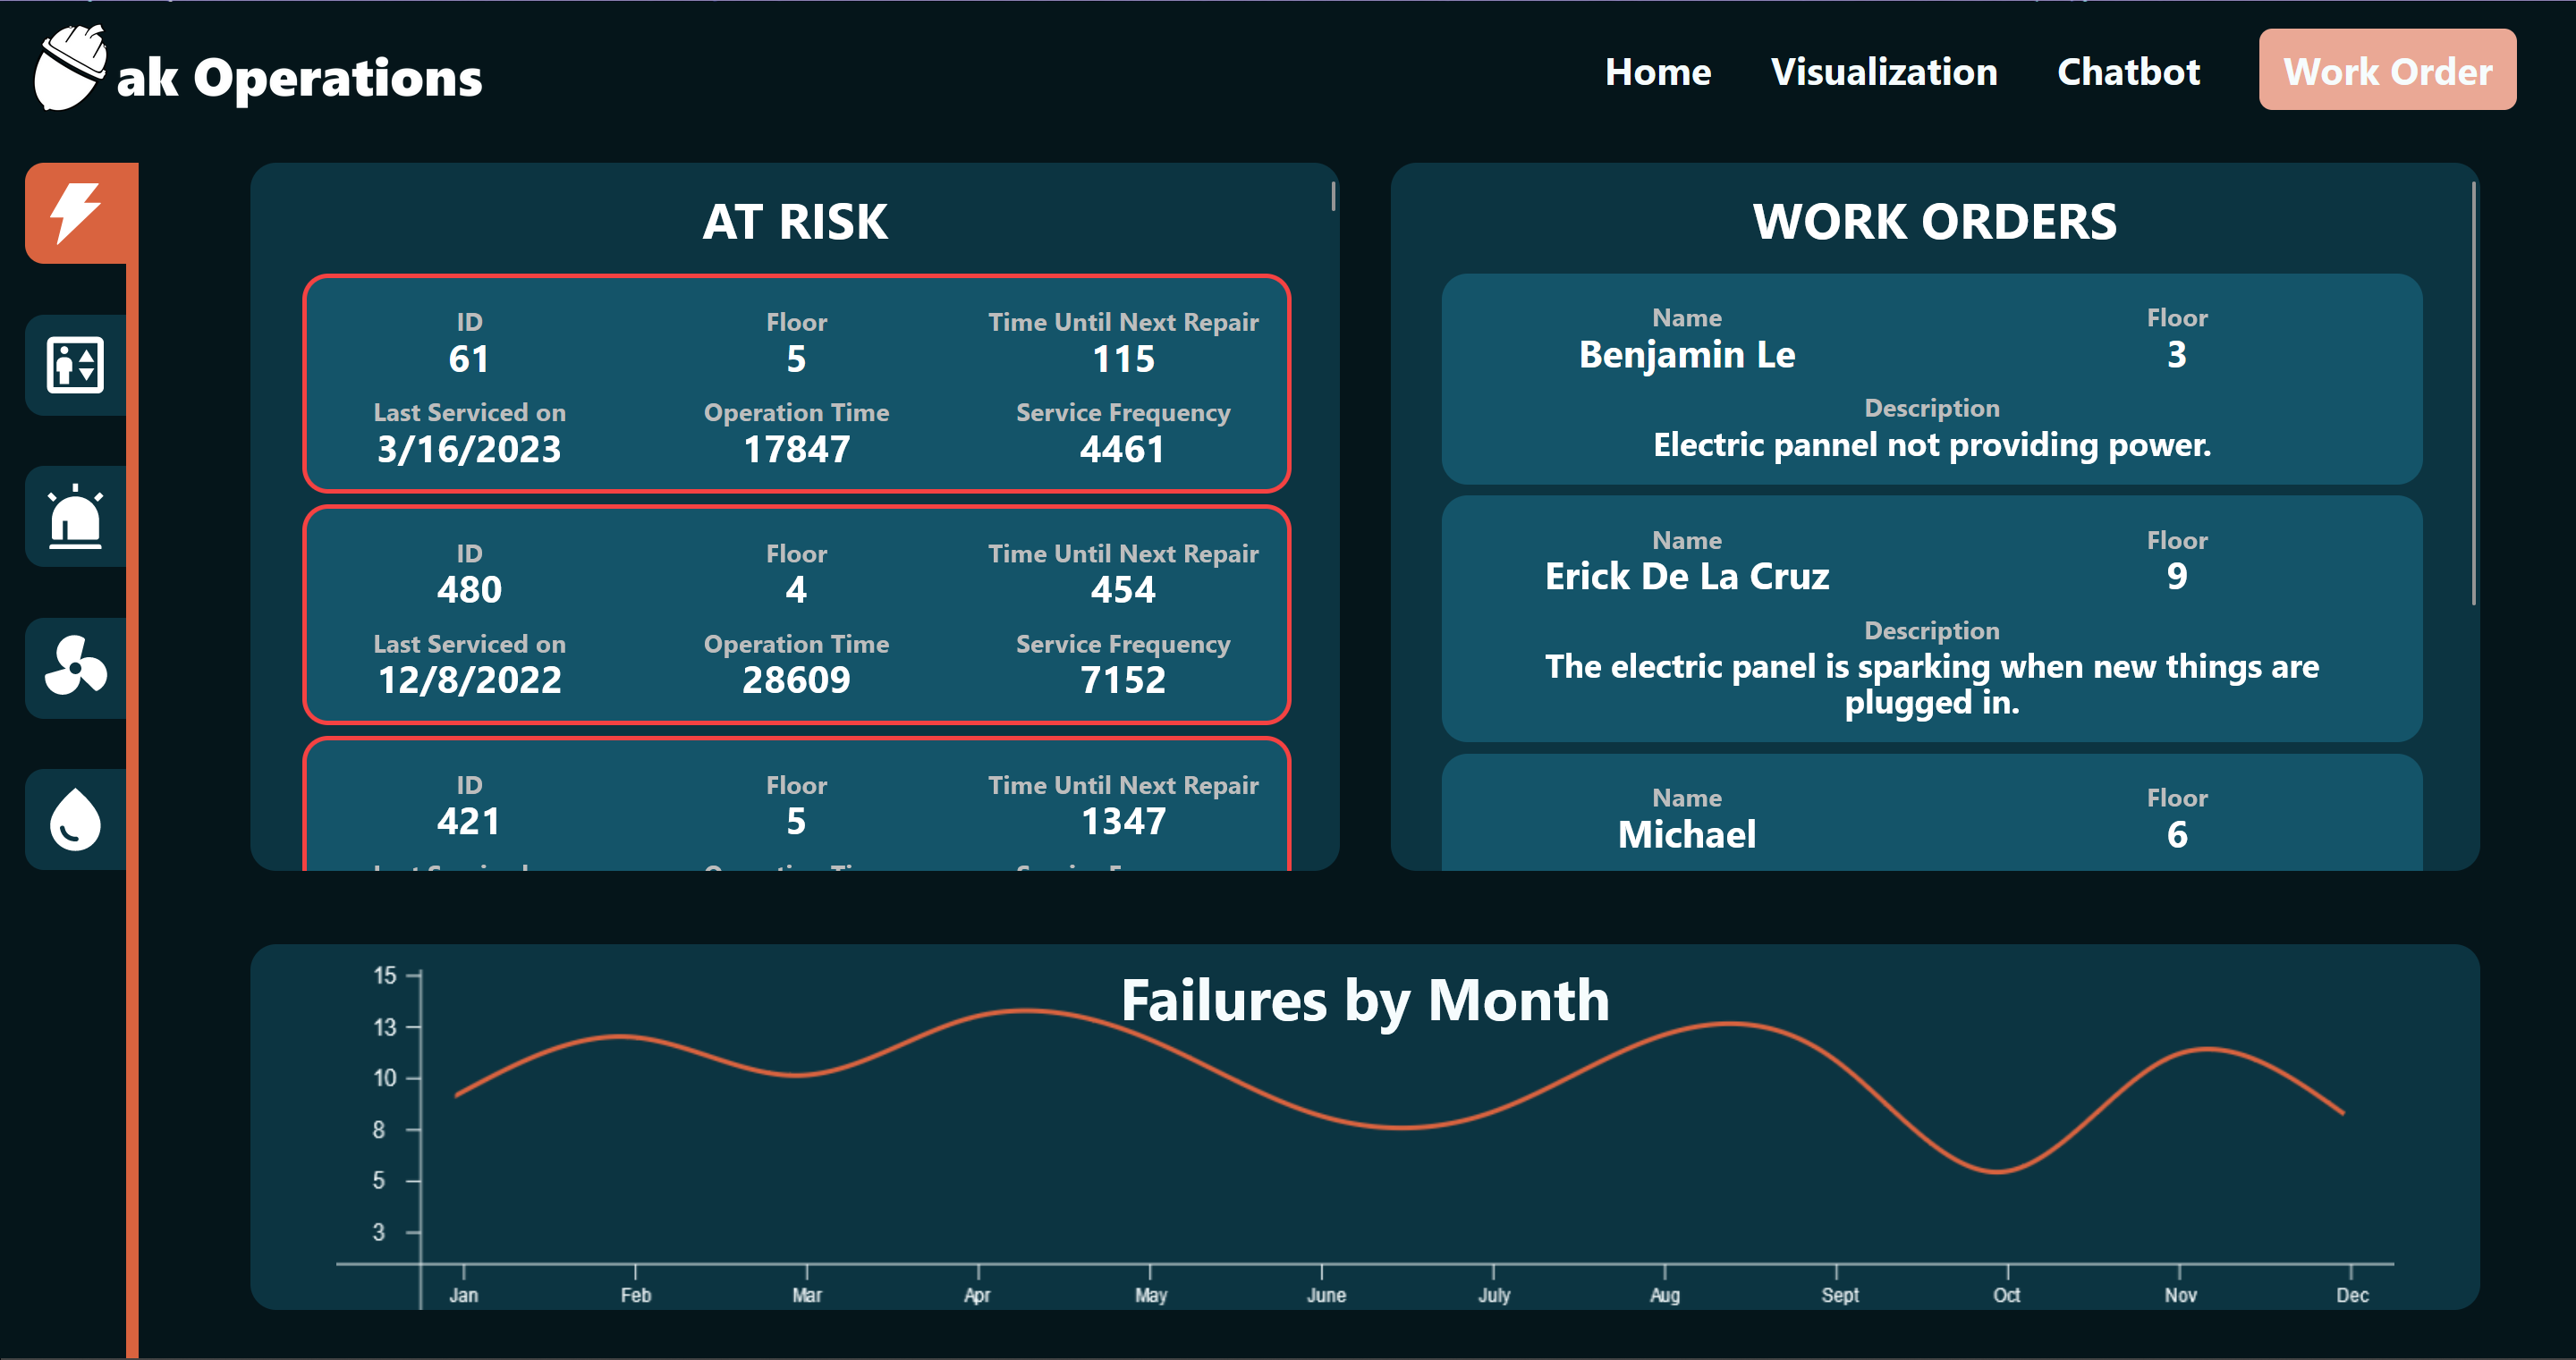 ak Operations
Home Visualization Chatbot Work Order
AT RISK
ID Floor Time Until Next Repair
61 5 115
Last Serviced on Operation Time Service Frequency
3/16/2023 17847 4461
ID Floor Time Until Next Repair
480 4 454
Last Serviced on Operation Time Service Frequency
12/8/2022 28609 7152
ID Floor Time Until Next Repair
421 5 1347
WORK ORDERS
Name Floor
Benjamin Le 3
Description
Electric pannel not providing power.
Name Floor
Erick De La Cruz 9
Description
The electric panel is sparking when new things are
plugged in.
Name Floor
Michael 6
Failures by Month
15
13
10
8
5
3
Jan Feb Mar Apr May June July Aug Sept Oct Nov Dec